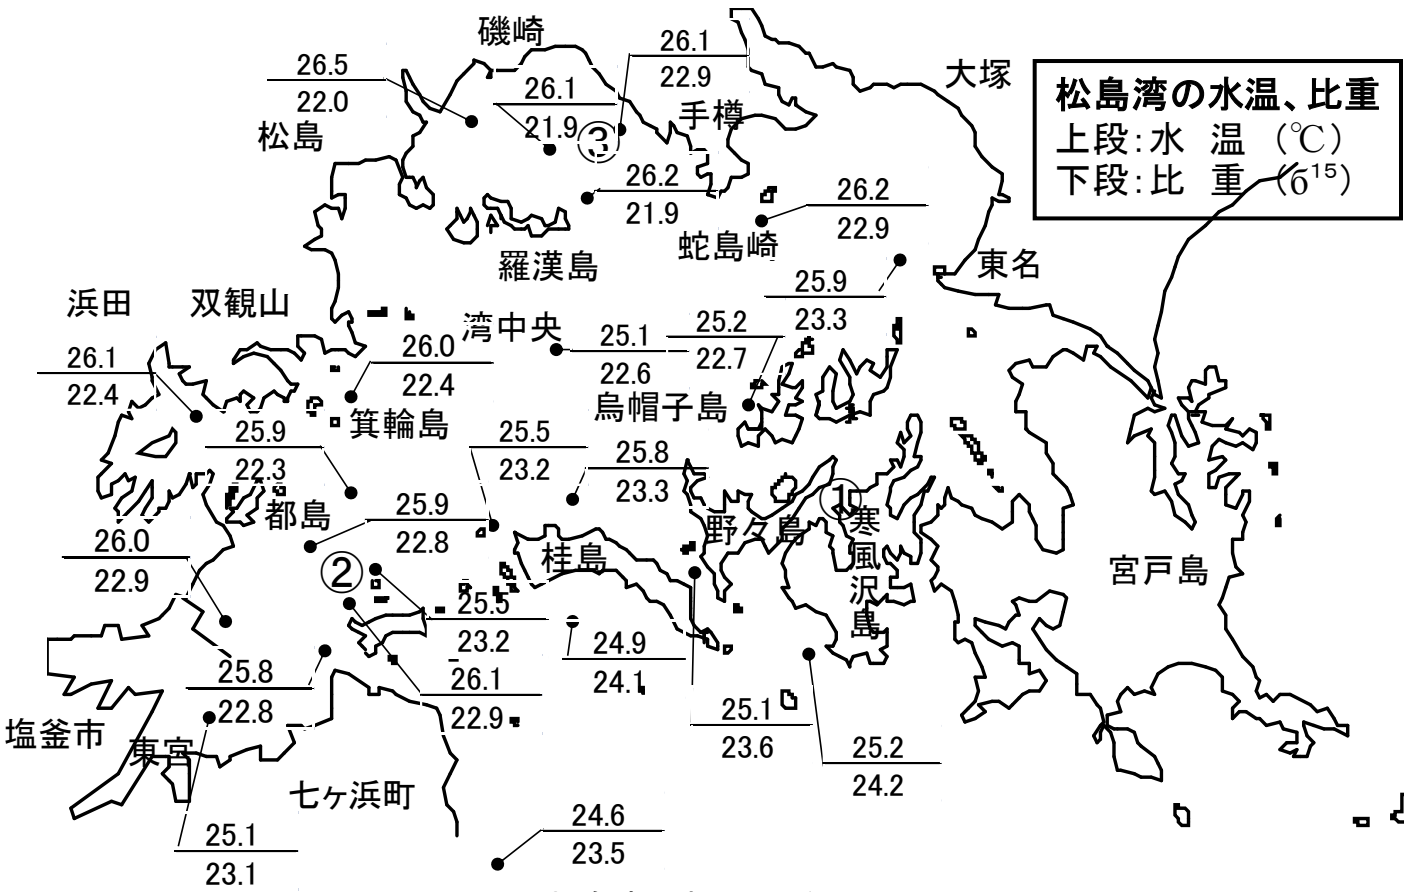 磯崎
26.1
22.9
大塚
松島湾の水温、比重
上段：水　温　（℃）
下段：比　重　（б¹⁵）
26.5
22.0
26.1
21.9
③
手樽
松島
26.2
21.9
26.2
22.9
蛇島崎
羅漢島
東名
25.9
23.3
浜田
双観山
湾中央
25.1
22.6
25.2
22.7
26.1
22.4
26.0
22.4
箕輪島
烏帽子島
25.9
22.3
25.5
23.2
25.8
23.3
都島
25.9
22.8
①
野々島
寒風沢島
桂島
宮戸島
26.0
22.9
②
25.5
23.2
24.9
24.1
25.8
22.8
26.1
22.9
25.1
23.6
25.2
24.2
塩釜市
東宮
七ヶ浜町
25.1
23.1
24.6
23.5